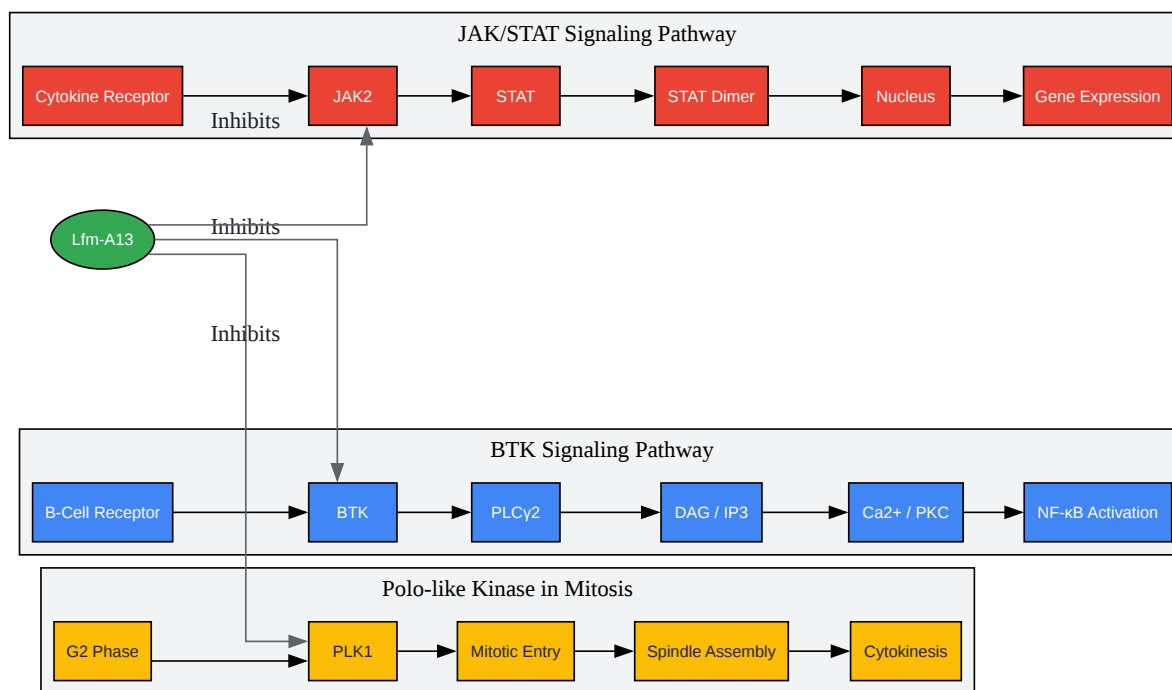 JAK/STAT Signaling Pathway
Cytokine Receptor
JAK2
STAT
STAT Dimer
Nucleus
Gene Expression
Inhibits
Lfm-A13
Inhibits
Inhibits
BTK Signaling Pathway
B-Cell Receptor
BTK
PLCγ2
DAG / IP3
Ca2+ / PKC
NF-κB Activation
Polo-like Kinase in Mitosis
G2 Phase
PLK1
Mitotic Entry
Spindle Assembly
Cytokinesis